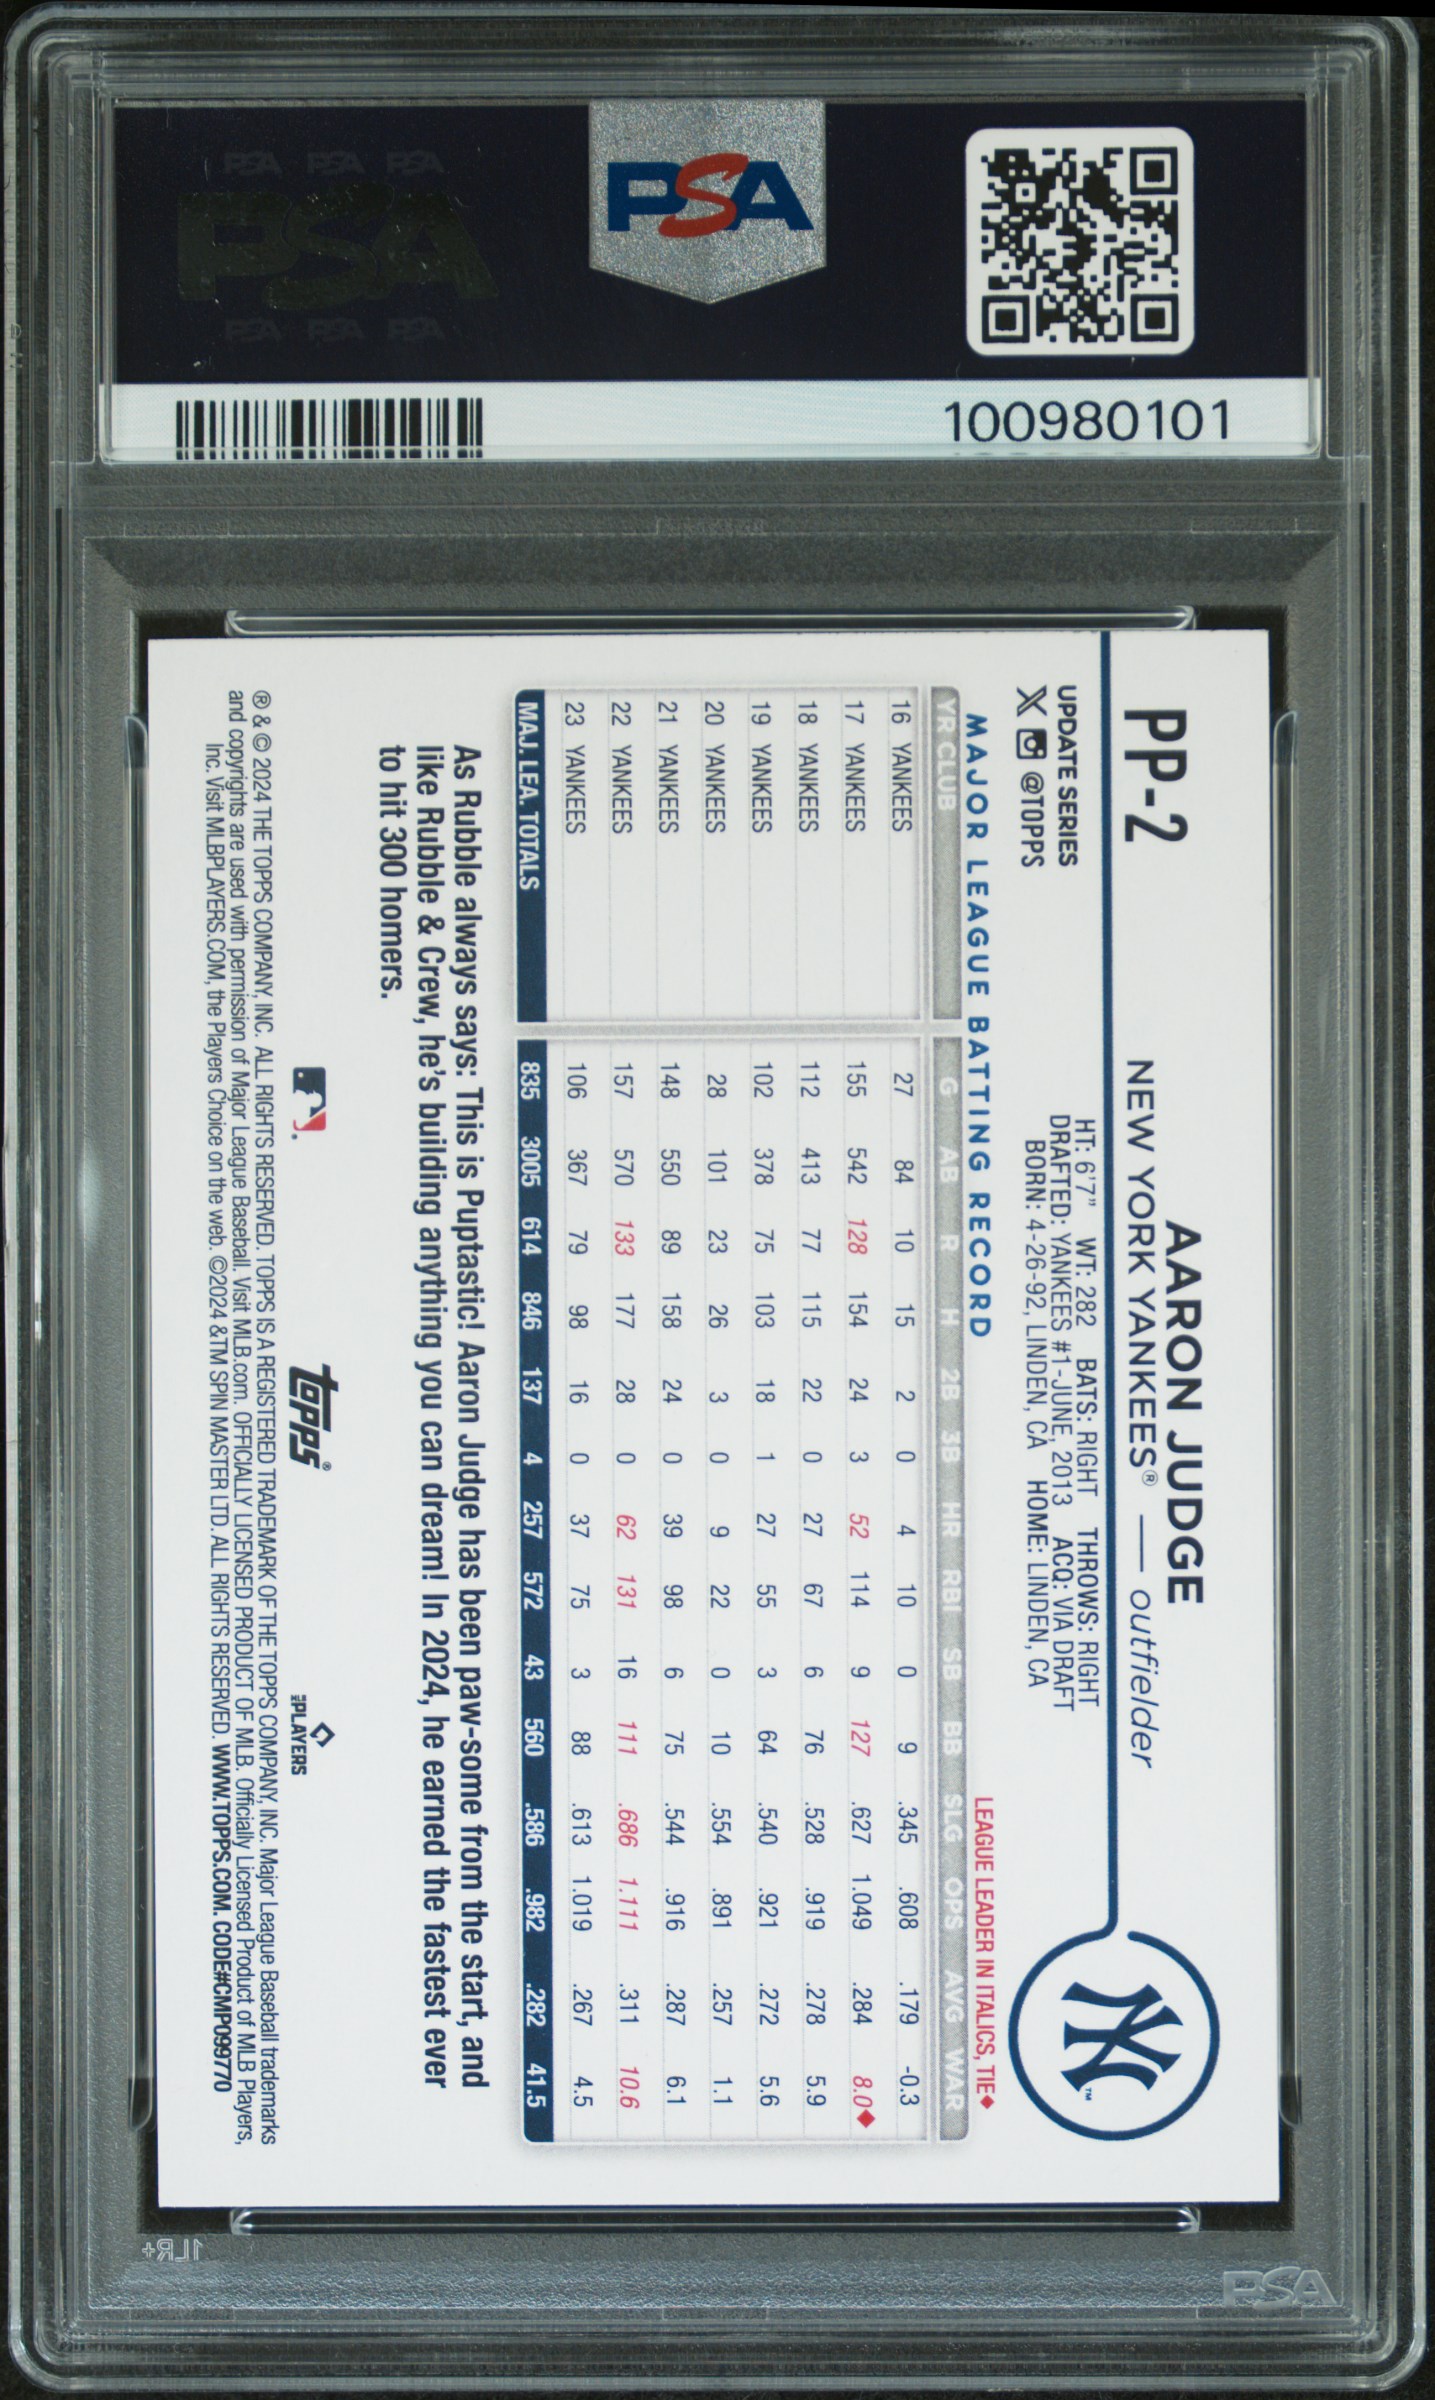 PSA PSA PSA
PSA
PSA PSA PSA
PSA
100980101
PP-2
AARON JUDGE
NEW YORK YANKEES® — outfielder
UPDATE SERIES
@TOPPS
HT: 6'7" WT: 282 BATS: RIGHT THROWS: RIGHT
DRAFTED: YANKEES #1-JUNE, 2013 ACQ: VIA DRAFT
BORN: 4-26-92, LINDEN, CA HOME: LINDEN, CA
NY™
MAJOR LEAGUE BATTING RECORD
LEAGUE LEADER IN ITALICS, TIE♦
YR CLUB G AB R H 2B 3B HR RBI SB BB SLG OPS AVG WAR
16 YANKEES 27 84 10 15 2 0 4 10 0 9 .345 .608 .179 -0.3
17 YANKEES 155 542 128 154 24 3 52 114 9 127 .627 1.049 .284 8.0♦
18 YANKEES 112 413 77 115 22 0 27 67 6 76 .528 .919 .278 5.9
19 YANKEES 102 378 75 103 18 1 27 55 3 64 .540 .921 .272 5.6
20 YANKEES 28 101 23 26 3 0 9 22 0 10 .554 .891 .257 1.1
21 YANKEES 148 550 89 158 24 0 39 98 6 75 .544 .916 .287 6.1
22 YANKEES 157 570 133 177 28 0 62 131 16 111 .686 1.111 .311 10.6
23 YANKEES 106 367 79 98 16 0 37 75 3 88 .613 1.019 .267 4.5
MAJ. LEA. TOTALS 835 3005 614 846 137 4 257 572 43 560 .586 .982 .282 41.5
As Rubble always says: This is Puptastic! Aaron Judge has been paw-some from the start, and
like Rubble & Crew, he's building anything you can dream! In 2024, he earned the fastest ever
to hit 300 homers.
topps®
PLAYERS
® & © 2024 THE TOPPS COMPANY, INC. ALL RIGHTS RESERVED. TOPPS IS A REGISTERED TRADEMARK OF THE TOPPS COMPANY, INC. Major League Baseball trademarks
and copyrights are used with permission of Major League Baseball. Visit MLB.com. OFFICIALLY LICENSED PRODUCT OF MLB. Officially Licensed Product of MLB Players,
Inc. Visit MLBPLAYERS.COM, the Players Choice on the web. ©2024 &TM SPIN MASTER LTD. ALL RIGHTS RESERVED. WWW.TOPPS.COM. CODE#CMP099770
1LR+
PSA